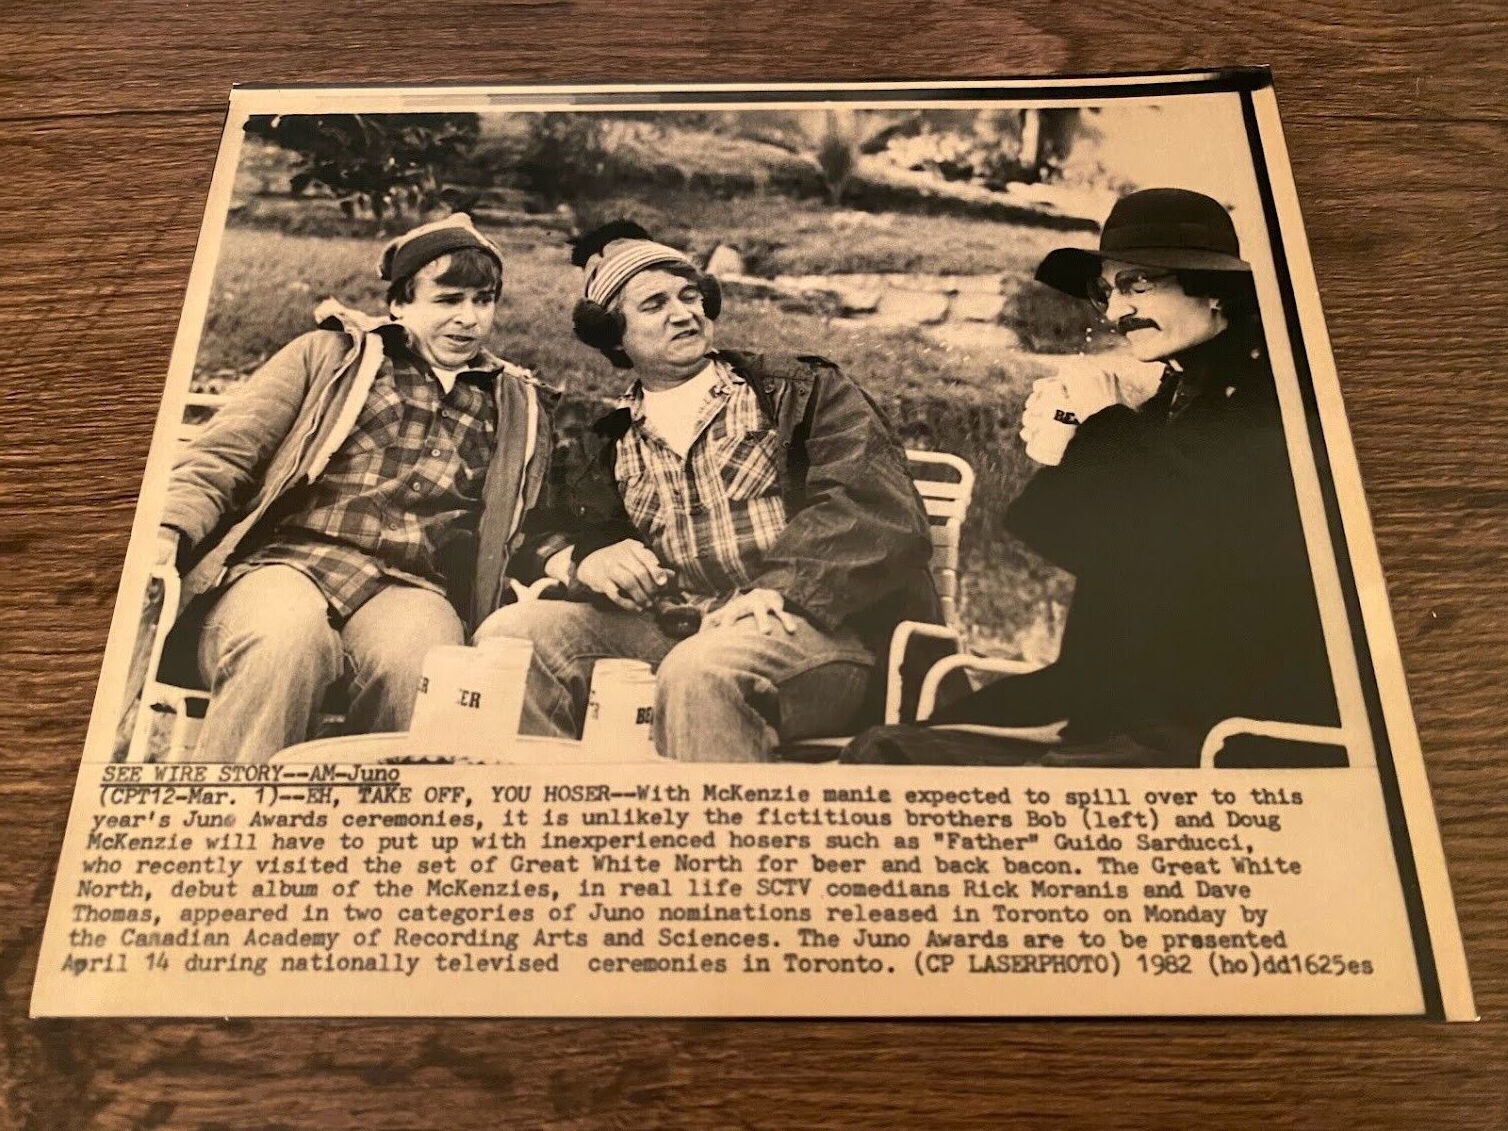 BE
ER
ER
ER
BE
SEE WIRE STORY--AM-Juno
(CPT12-Mar. 1)--EH, TAKE OFF, YOU HOSER--With McKenzie mania expected to spill over to this
year's Juno Awards ceremonies, it is unlikely the fictitious brothers Bob (left) and Doug
McKenzie will have to put up with inexperienced hosers such as "Father" Guido Sarducci,
who recently visited the set of Great White North for beer and back bacon. The Great White
North, debut album of the McKenzies, in real life SCTV comedians Rick Moranis and Dave
Thomas, appeared in two categories of Juno nominations released in Toronto on Monday by
the Canadian Academy of Recording Arts and Sciences. The Juno Awards are to be presented
April 14 during nationally televised ceremonies in Toronto. (CP LASERPHOTO) 1982 (ho)dd1625es